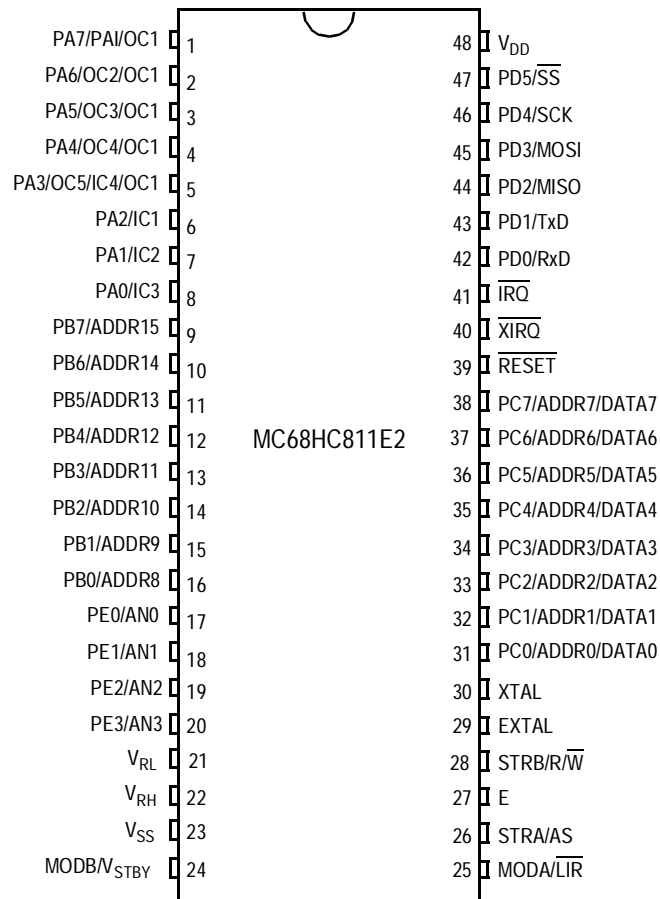 PA7/PAI/OC1 1 48 VDD
PA6/OC2/OC1 2 47 PD5/S̅S̅
PA5/OC3/OC1 3 46 PD4/SCK
PA4/OC4/OC1 4 45 PD3/MOSI
PA3/OC5/IC4/OC1 5 44 PD2/MISO
PA2/IC1 6 43 PD1/TxD
PA1/IC2 7 42 PD0/RxD
PA0/IC3 8 41 I̅R̅Q̅
PB7/ADDR15 9 40 X̅I̅R̅Q̅
PB6/ADDR14 10 39 R̅E̅S̅E̅T̅
PB5/ADDR13 11 38 PC7/ADDR7/DATA7
PB4/ADDR12 12 MC68HC811E2 37 PC6/ADDR6/DATA6
PB3/ADDR11 13 36 PC5/ADDR5/DATA5
PB2/ADDR10 14 35 PC4/ADDR4/DATA4
PB1/ADDR9 15 34 PC3/ADDR3/DATA3
PB0/ADDR8 16 33 PC2/ADDR2/DATA2
PE0/AN0 17 32 PC1/ADDR1/DATA1
PE1/AN1 18 31 PC0/ADDR0/DATA0
PE2/AN2 19 30 XTAL
PE3/AN3 20 29 EXTAL
VRL 21 28 STRB/R/W̅
VRH 22 27 E
VSS 23 26 STRA/AS
MODB/VSTBY 24 25 MODA/L̅I̅R̅